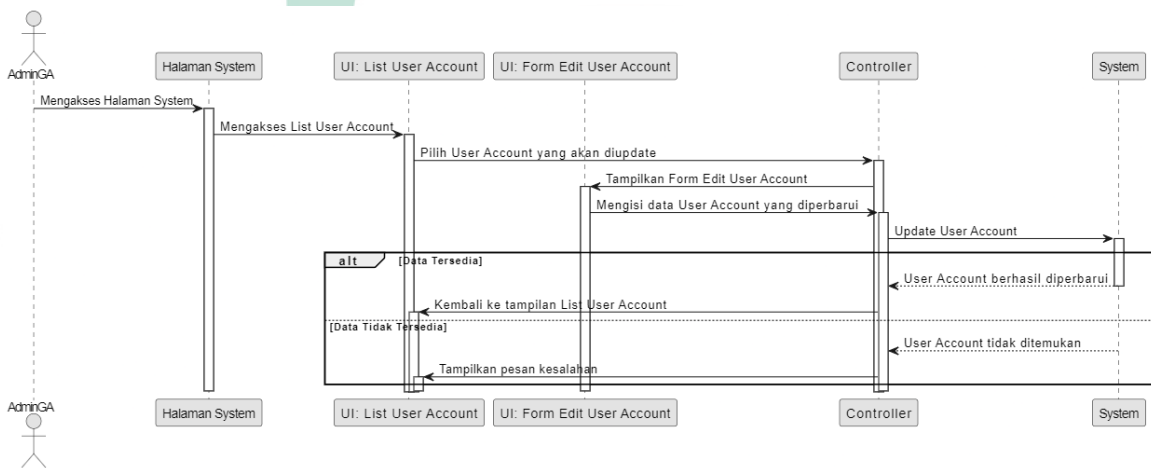 AdminGA
Halaman System
UI: List User Account
UI: Form Edit User Account
Controller
System
Mengakses Halaman System
Mengakses List User Account
Pilih User Account yang akan diupdate
Tampilkan Form Edit User Account
Mengisi data User Account yang diperbarui
Update User Account
alt
[Data Tersedia]
User Account berhasil diperbarui
Kembali ke tampilan List User Account
[Data Tidak Tersedia]
User Account tidak ditemukan
Tampilkan pesan kesalahan
AdminGA
Halaman System
UI: List User Account
UI: Form Edit User Account
Controller
System